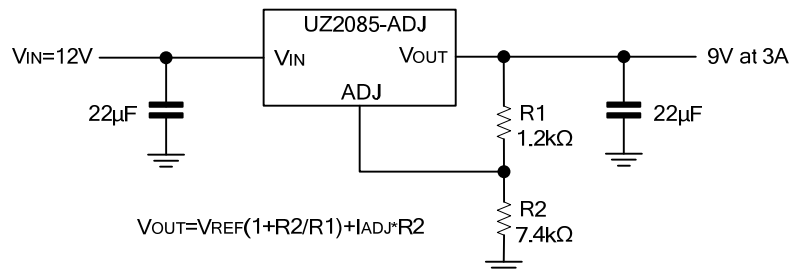 UZ2085-ADJ
VIN=12V
VIN
VOUT
9V at 3A
ADJ
22µF
R1
1.2kΩ
22µF
R2
7.4kΩ
VOUT=VREF(1+R2/R1)+IADJ*R2